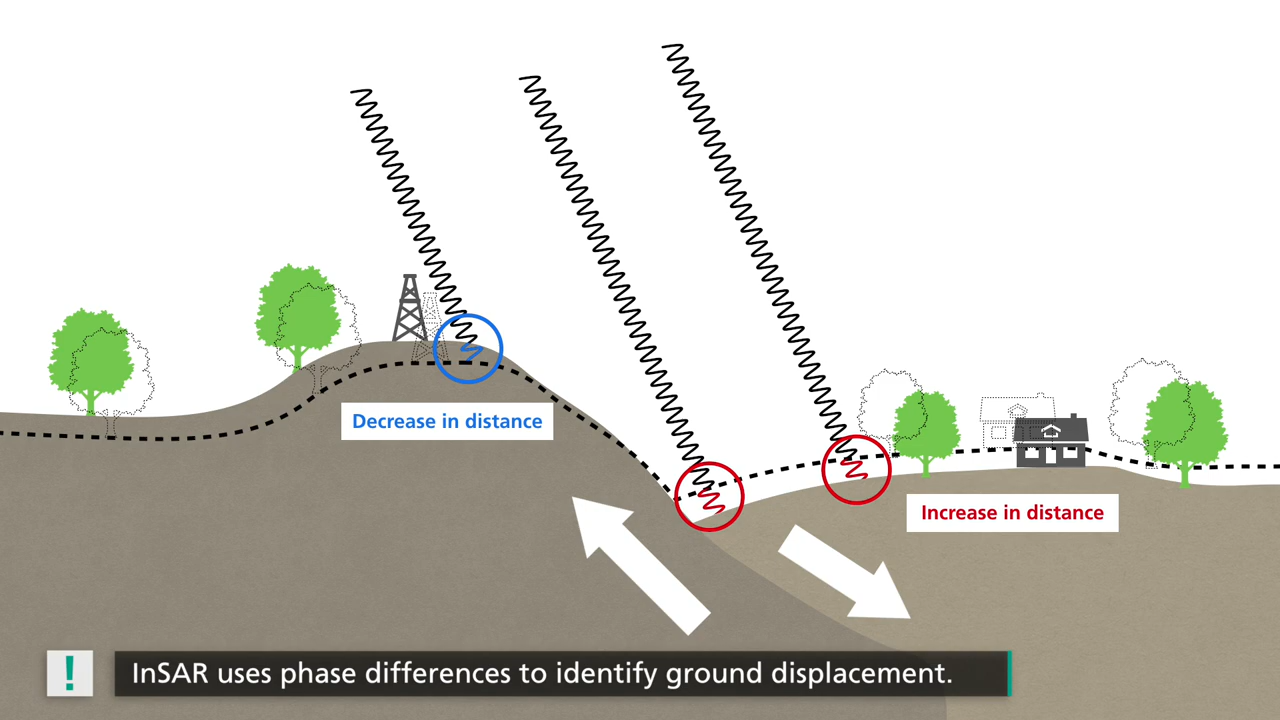 Decrease in distance
Increase in distance
! InSAR uses phase differences to identify ground displacement.